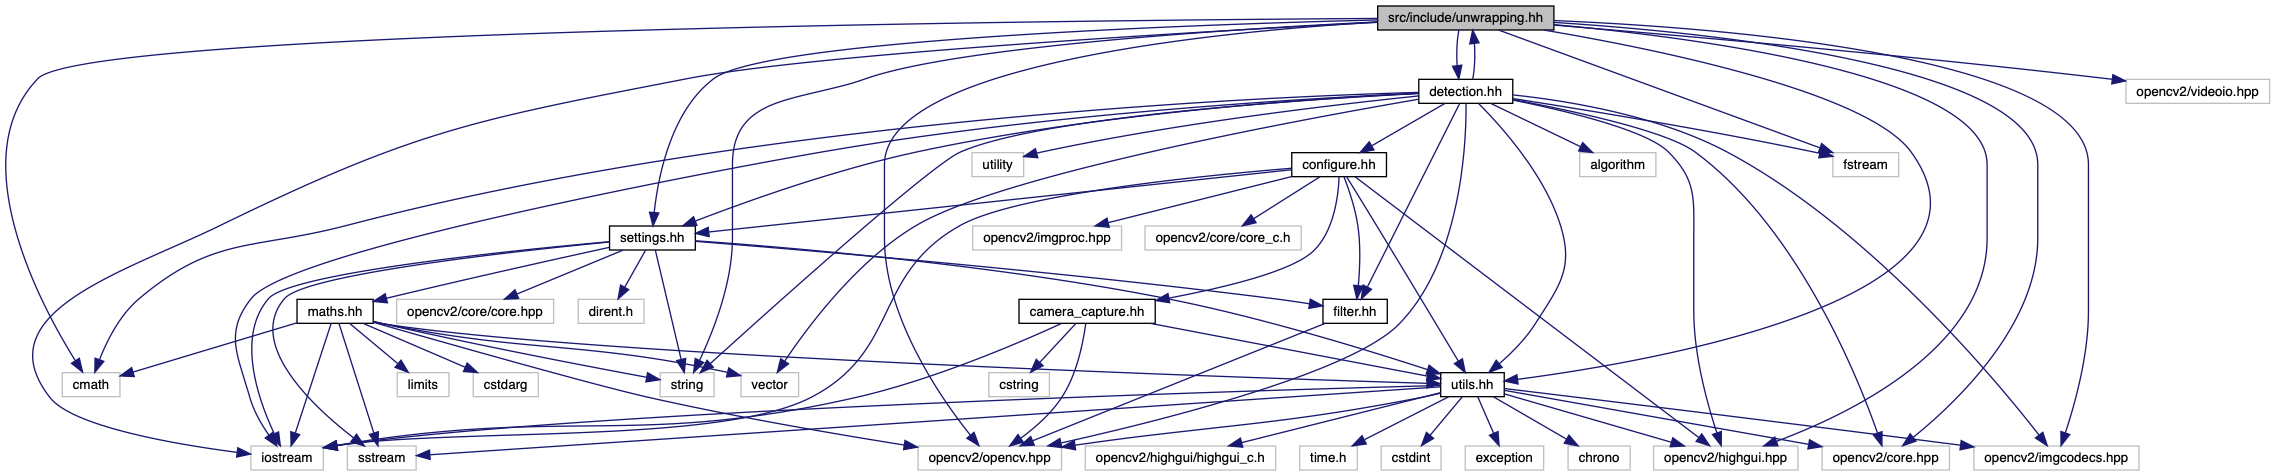 src/include/unwrapping.hh
detection.hh
opencv2/videoio.hpp
utility
configure.hh
algorithm
fstream
settings.hh
opencv2/imgproc.hpp
opencv2/core/core_c.h
maths.hh
opencv2/core/core.hpp
dirent.h
camera_capture.hh
filter.hh
cmath
limits
cstdarg
string
vector
cstring
utils.hh
iostream
sstream
opencv2/opencv.hpp
opencv2/highgui/highgui_c.h
time.h
cstdint
exception
chrono
opencv2/highgui.hpp
opencv2/core.hpp
opencv2/imgcodecs.hpp